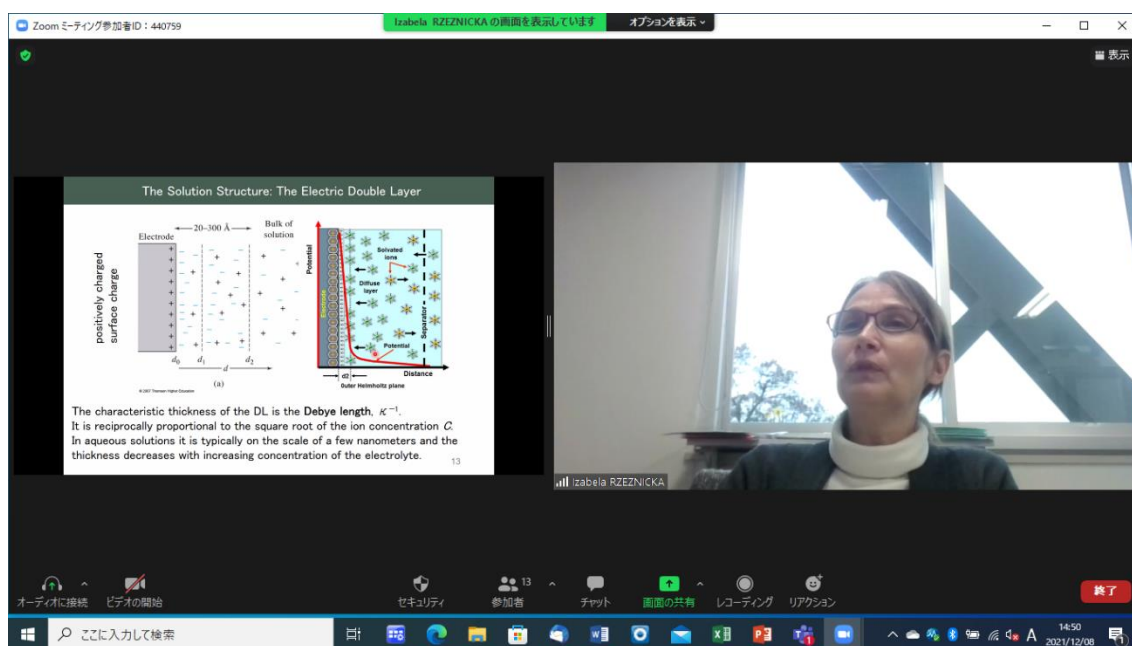 Zoom ミーティング参加者ID：440759
Izabela RZEZNICKA の画面を表示しています
オプションを表示
表示
The Solution Structure: The Electric Double Layer
20–300 Å
Bulk of
solution
Electrode
positively charged
surface charge
d0 d1 d2
d
(a)
Potential
Electrode
Solvated
ions
Diffuse
layer
Separator
Potential
Distance
d2
Outer Helmholtz plane
The characteristic thickness of the DL is the Debye length, κ⁻¹.
It is reciprocally proportional to the square root of the ion concentration C.
In aqueous solutions it is typically on the scale of a few nanometers and the
thickness decreases with increasing concentration of the electrolyte.
13
Izabela RZEZNICKA
オーディオに接続
ビデオの開始
セキュリティ
13
参加者
チャット
画面の共有
レコーディング
リアクション
終了
ここに入力して検索
A
14:50
2021/12/08